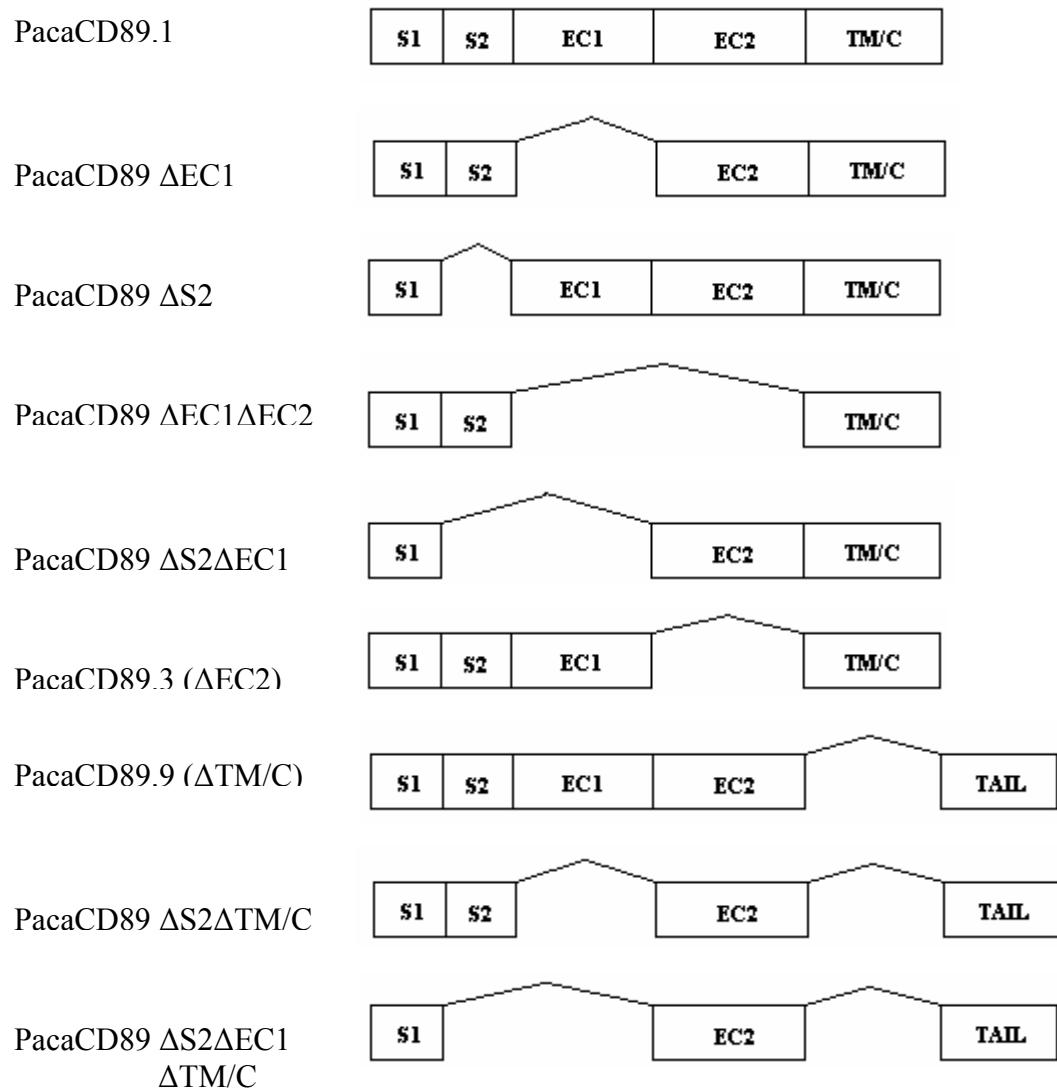 PacaCD89.1 S1 S2 EC1 EC2 TM/C
PacaCD89 ΔEC1 S1 S2 EC2 TM/C
PacaCD89 ΔS2 S1 EC1 EC2 TM/C
PacaCD89 ΔEC1ΔEC2 S1 S2 TM/C
PacaCD89 ΔS2ΔEC1 S1 EC2 TM/C
PacaCD89.3 (ΔEC2) S1 S2 EC1 TM/C
PacaCD89.9 (ΔTM/C) S1 S2 EC1 EC2 TAIL
PacaCD89 ΔS2ΔTM/C S1 S2 EC2 TAIL
PacaCD89 ΔS2ΔEC1 S1 EC2 TAIL
ΔTM/C